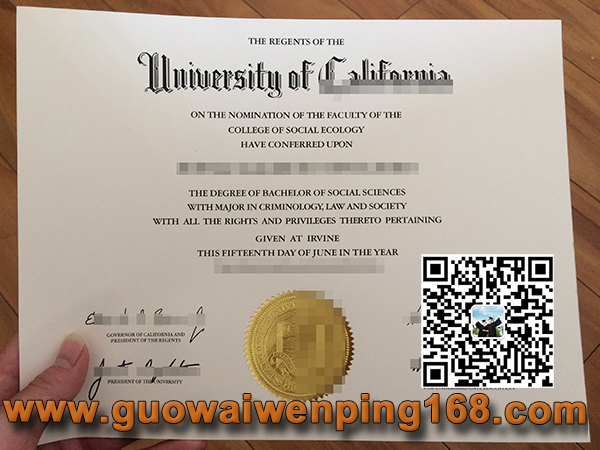 THE REGENTS OF THE
University of California
ON THE NOMINATION OF THE FACULTY OF THE
COLLEGE OF SOCIAL ECOLOGY
HAVE CONFERRED UPON
THE DEGREE OF BACHELOR OF SOCIAL SCIENCES
WITH MAJOR IN CRIMINOLOGY, LAW AND SOCIETY
WITH ALL THE RIGHTS AND PRIVILEGES THERETO PERTAINING
GIVEN AT IRVINE
THIS FIFTEENTH DAY OF JUNE IN THE YEAR
GOVERNOR OF CALIFORNIA AND
PRESIDENT OF THE REGENTS
PRESIDENT OF THE UNIVERSITY
www.guowaiwenping168.com